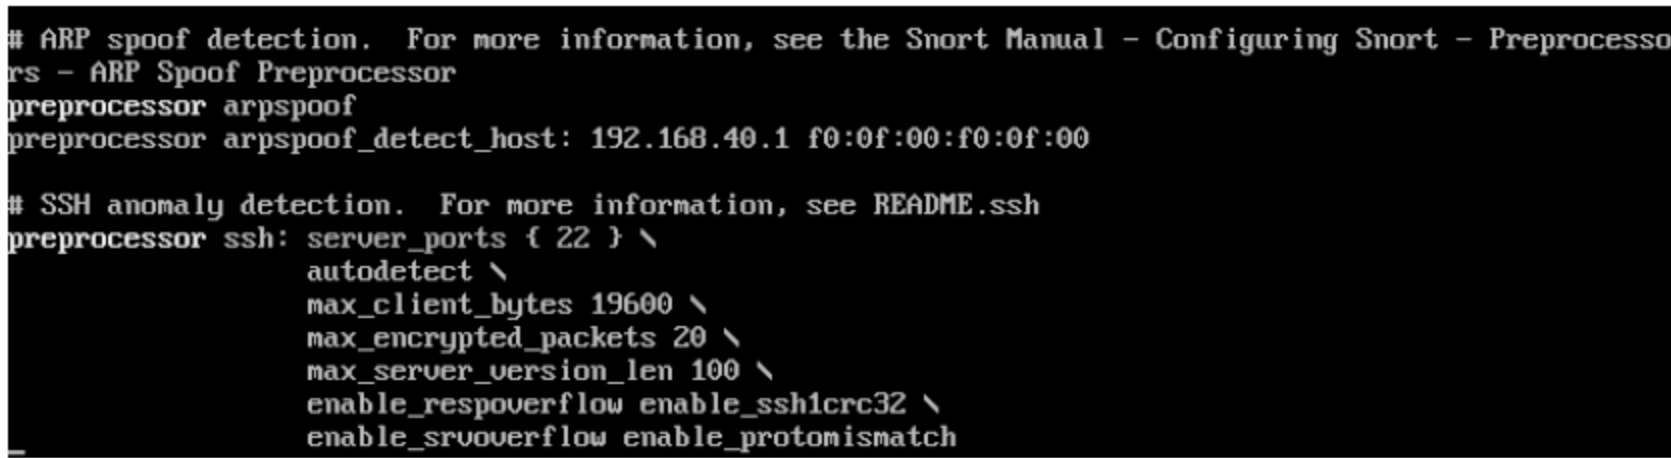 # ARP spoof detection.  For more information, see the Snort Manual - Configuring Snort - Preprocesso
rs - ARP Spoof Preprocessor
preprocessor arpspoof
preprocessor arpspoof_detect_host: 192.168.40.1 f0:0f:00:f0:0f:00
# SSH anomaly detection.  For more information, see README.ssh
preprocessor ssh: server_ports { 22 } \
autodetect \
max_client_bytes 19600 \
max_encrypted_packets 20 \
max_server_version_len 100 \
enable_respoverflow enable_ssh1crc32 \
enable_srvoverflow enable_protomismatch